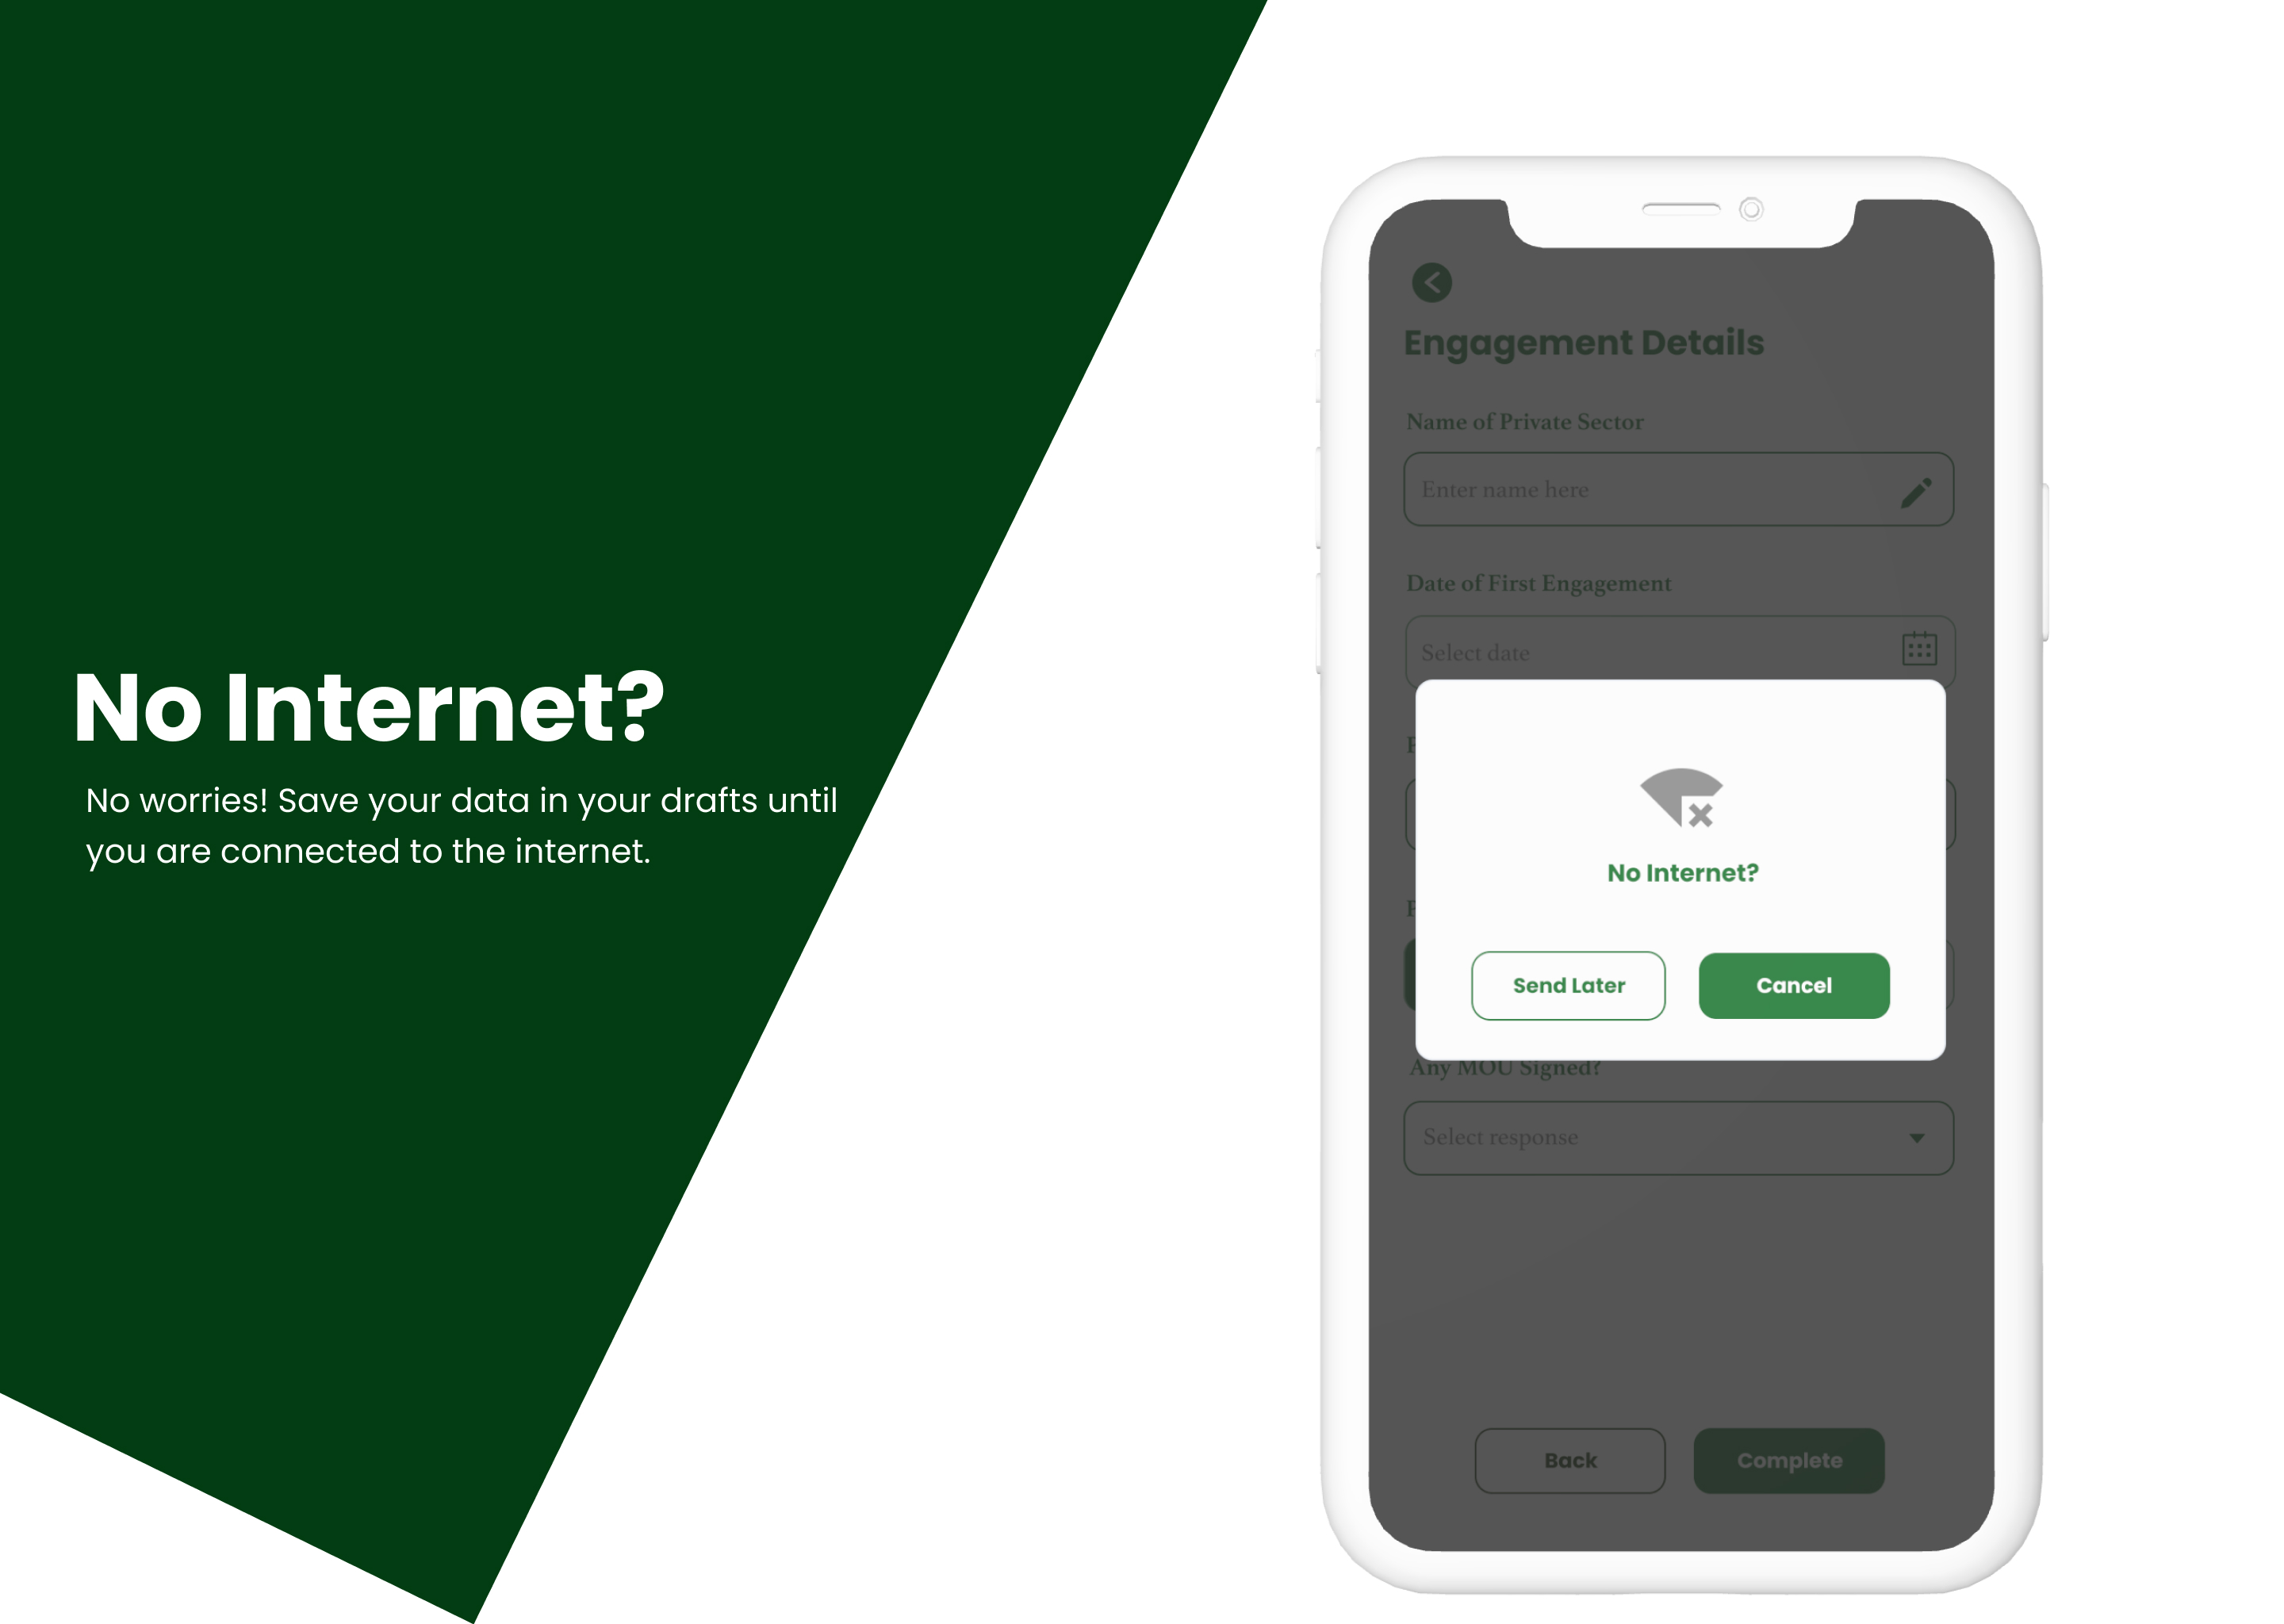 No Internet?
No worries! Save your data in your drafts until
you are connected to the internet.
Engagement Details
Name of Private Sector
Enter name here
Date of First Engagement
Select date
No Internet?
Send Later
Cancel
Any MOU Signed?
Select response
Back
Complete